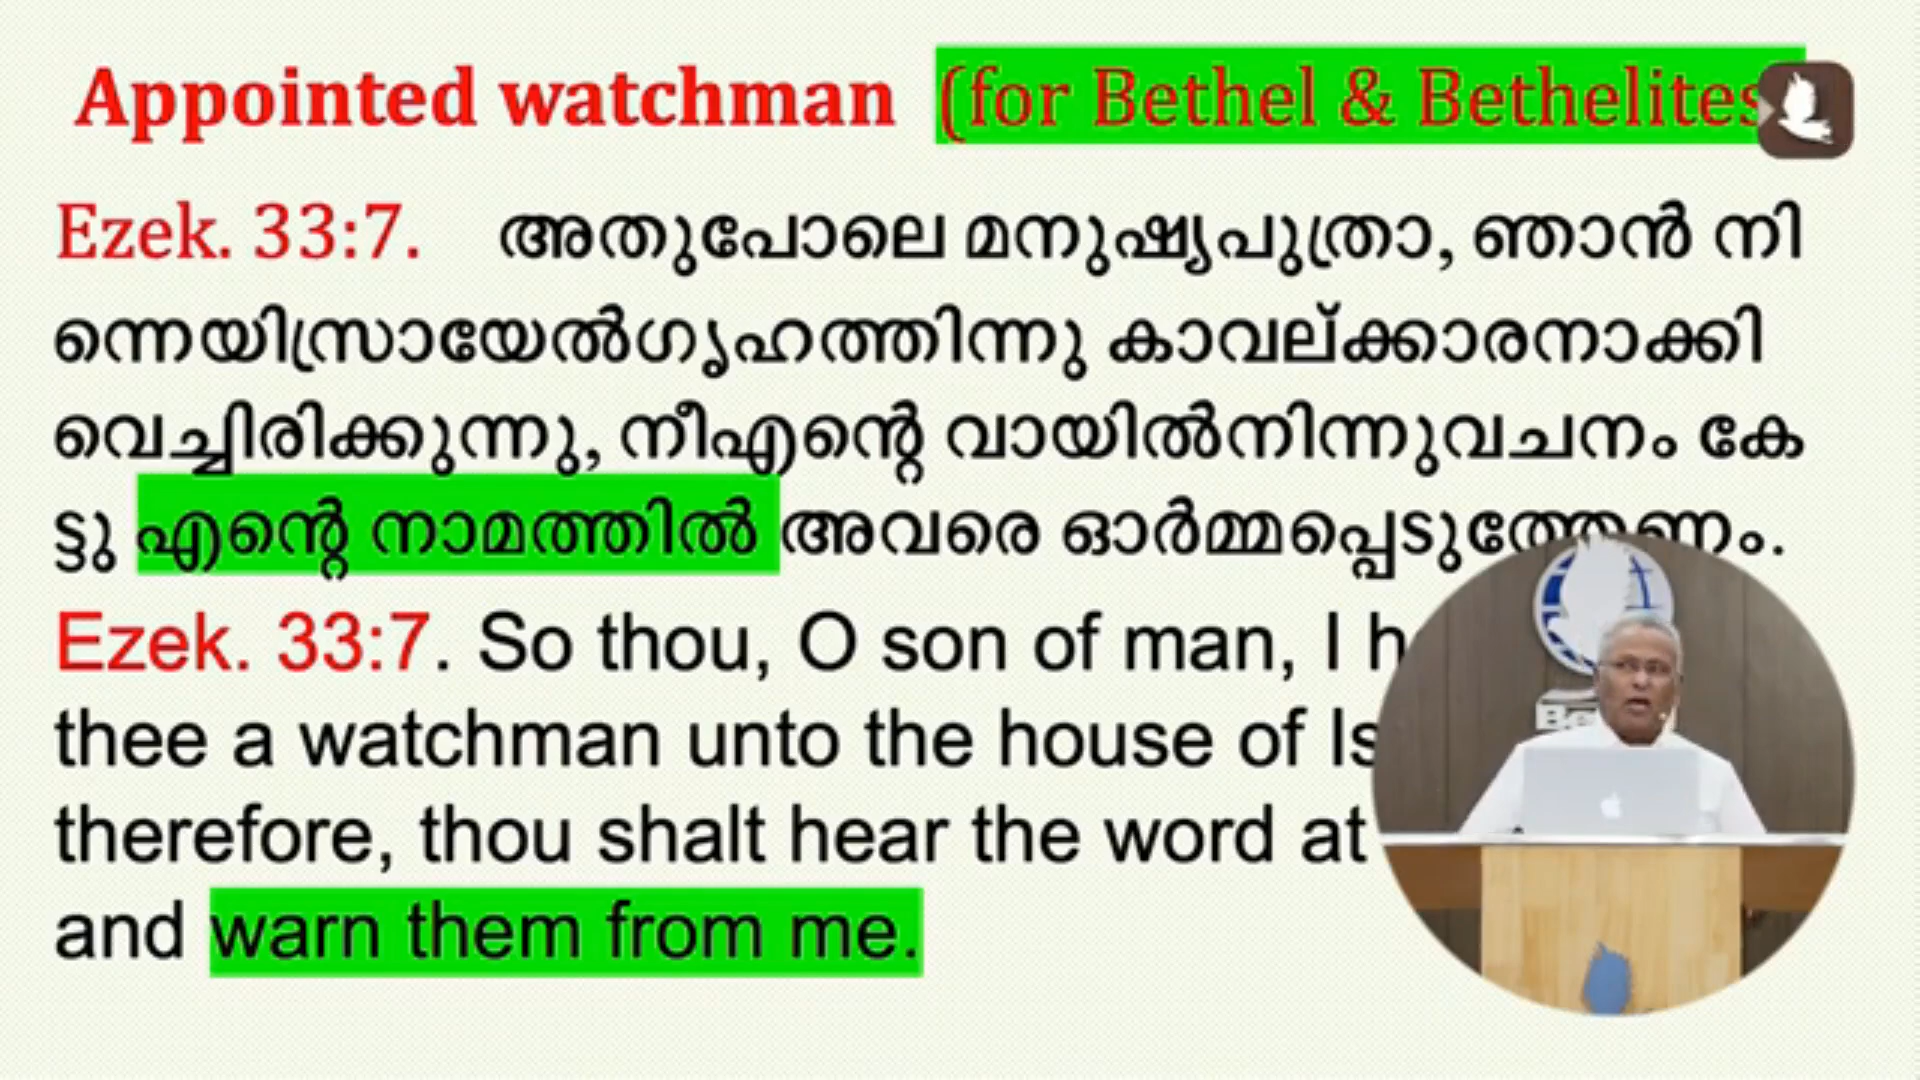 Appointed watchman (for Bethel & Bethelites
Ezek. 33:7. അതുപോലെ മനുഷ്യപുത്രാ, ഞാൻ നി
ന്നെയിസ്രായേൽഗൃഹത്തിന്നു കാവല്ക്കാരനാക്കി
വെച്ചിരിക്കുന്നു, നീഎന്റെ വായിൽനിന്നുവചനം കേ
ട്ടു എന്റെ നാമത്തിൽ അവരെ ഓർമ്മപ്പെടുത്തേണം.
Ezek. 33:7. So thou, O son of man, I
thee a watchman unto the house of
therefore, thou shalt hear the word at
and warn them from me.